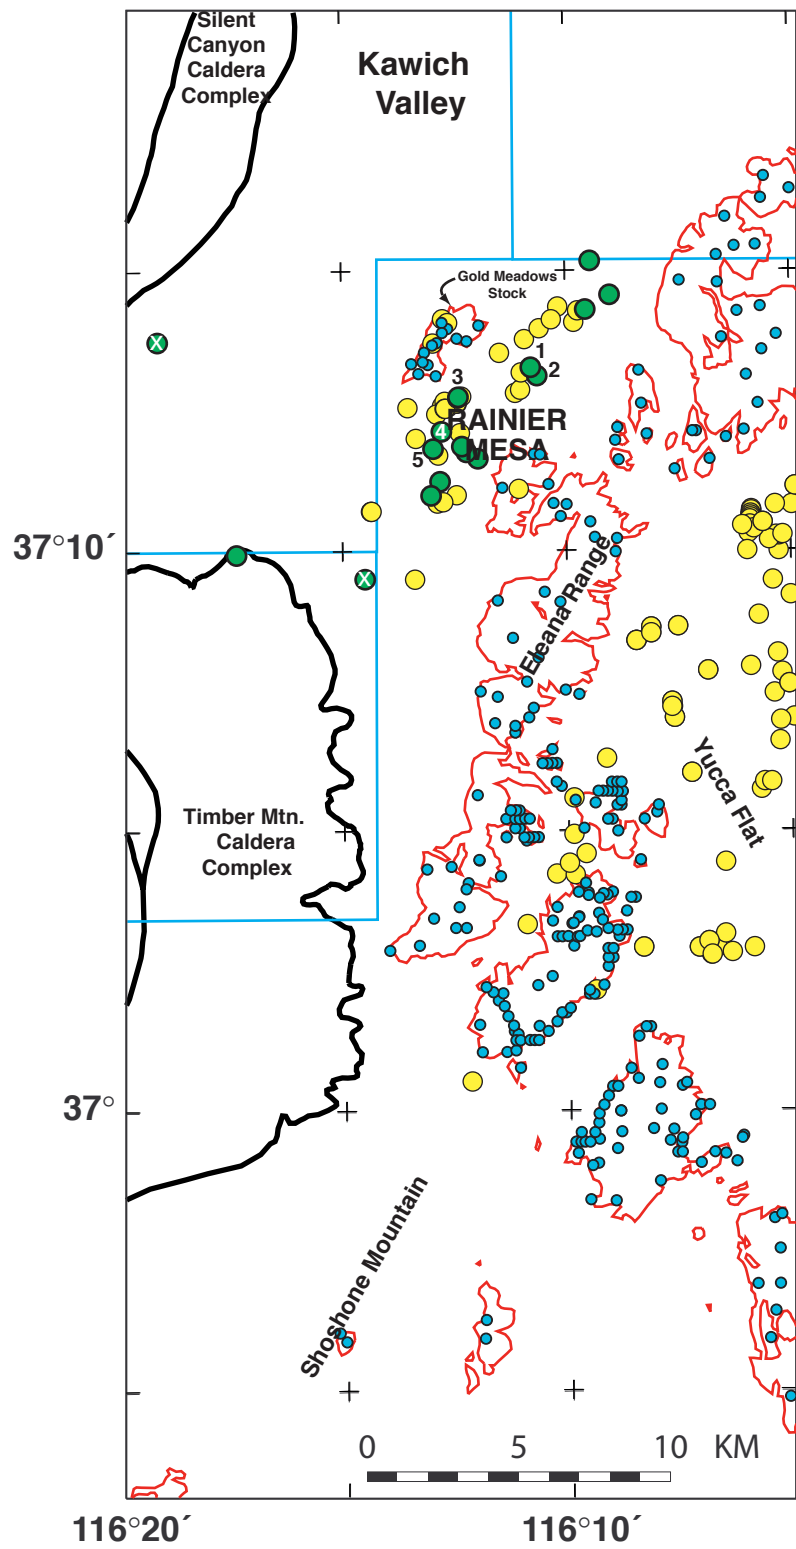 Silent
Canyon
Caldera
Complex
Kawich
Valley
Gold Meadows
Stock
X
1
2
3
RAINIER
4
MESA
5
37°10´
X
Eleana Range
Yucca Flat
Timber Mtn.
Caldera
Complex
37°
Shoshone Mountain
0 5 10 KM
116°20´ 116°10´